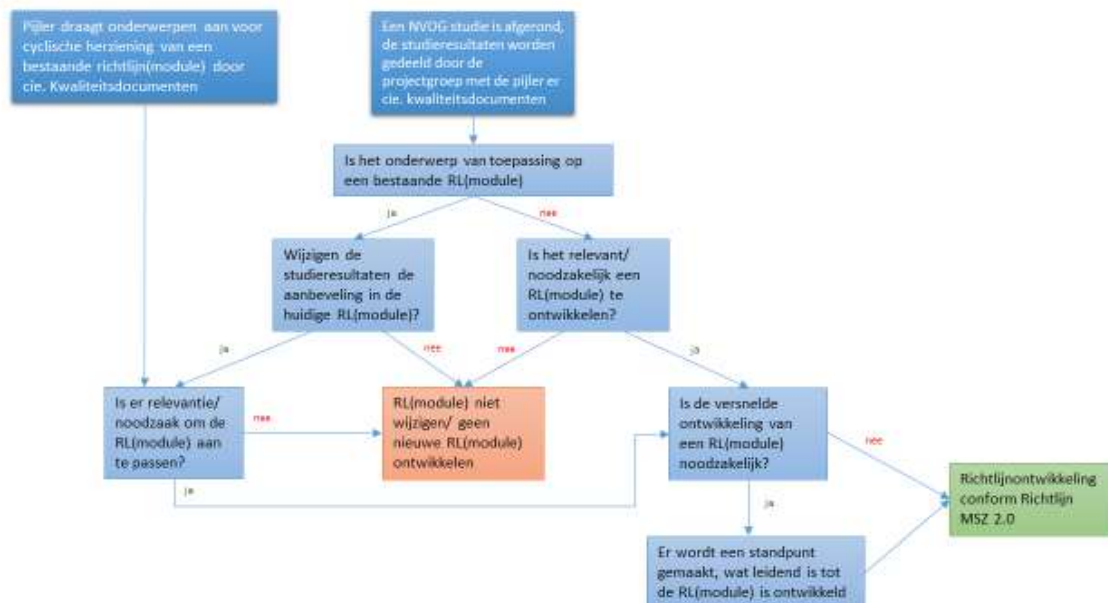 Pijler draagt onderwerpen aan voor
cyclische herziening van een
bestaande richtlijn(module) door
cie. Kwaliteitsdocumenten
Een NVOG studie is afgerond,
de studieresultaten worden
gedeeld door de
projectgroep met de pijler er
cie. kwaliteitsdocumenten
Is het onderwerp van toepassing op
een bestaande RL(module)
ja
nee
Wijzigen de
studieresultaten de
aanbeveling in de
huidige RL(module)?
Is het relevant/
noodzakelijk een
RL(module) te
ontwikkelen?
ja
nee
nee
ja
Is er relevantie/
noodzaak om de
RL(module) aan
te passen?
nee
RL(module) niet
wijzigen/ geen
nieuwe RL(module)
ontwikkelen
Is de versnelde
ontwikkeling van
een RL(module)
noodzakelijk?
nee
ja
ja
Richtlijnontwikkeling
conform Richtlijn
MSZ 2.0
Er wordt een standpunt
gemaakt, wat leidend is tot
de RL(module) is ontwikkeld